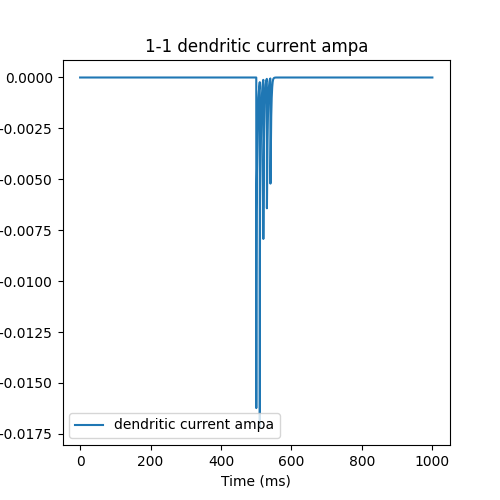 1-1 dendritic current ampa
0.0000
-0.0025
-0.0050
-0.0075
-0.0100
-0.0125
-0.0150
-0.0175
dendritic current ampa
0 200 400 600 800 1000
Time (ms)